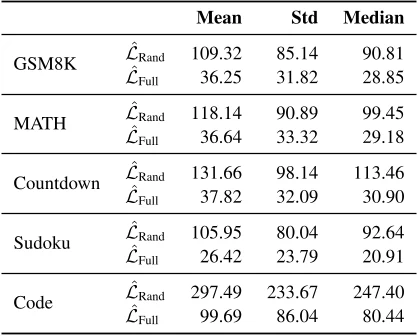 Mean Std Median
GSM8K
L̂Rand 109.32 85.14 90.81
L̂Full 36.25 31.82 28.85
MATH
L̂Rand 118.14 90.89 99.45
L̂Full 36.64 33.32 29.18
Countdown
L̂Rand 131.66 98.14 113.46
L̂Full 37.82 32.09 30.90
Sudoku
L̂Rand 105.95 80.04 92.64
L̂Full 26.42 23.79 20.91
Code
L̂Rand 297.49 233.67 247.40
L̂Full 99.69 86.04 80.44